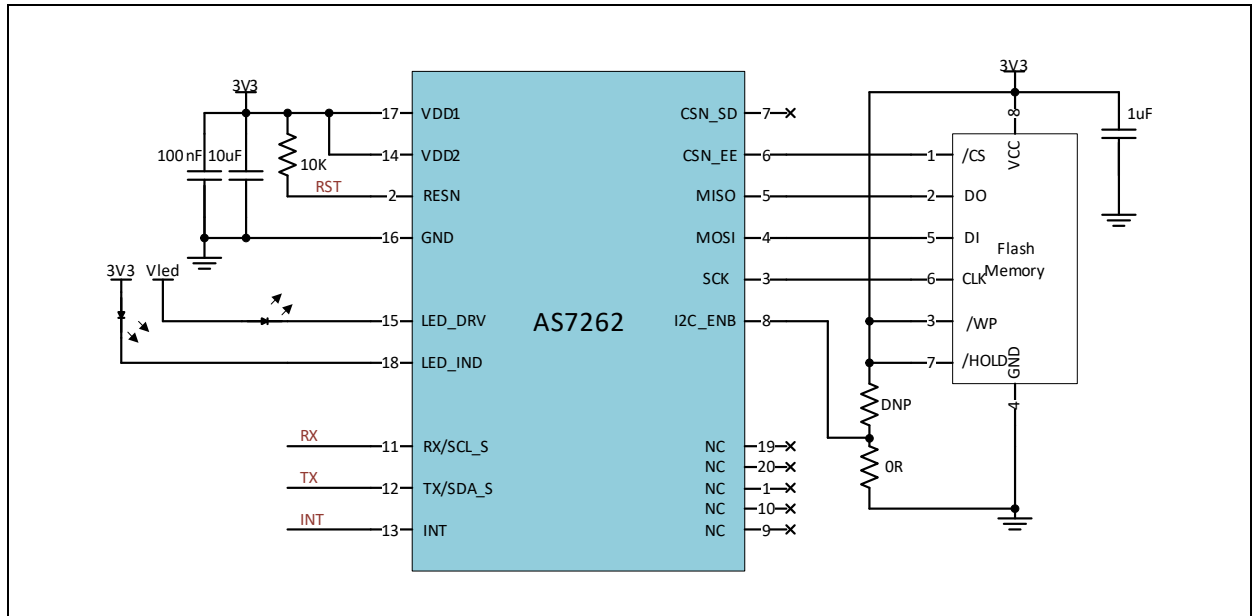 3V3
100nF
10uF
10K
RST
17
VDD1
14
VDD2
2
RESN
16
GND
3V3
Vled
15
LED_DRV
18
LED_IND
RX
11
RX/SCL_S
TX
12
TX/SDA_S
INT
13
INT
AS7262
CSN_SD
7
CSN_EE
6
MISO
5
MOSI
4
SCK
3
I2C_ENB
8
NC
19
NC
20
NC
1
NC
10
NC
9
3V3
1uF
8
VCC
1
/CS
2
DO
5
DI
6
CLK
3
/WP
7
/HOLD
Flash
Memory
GND
4
DNP
0R